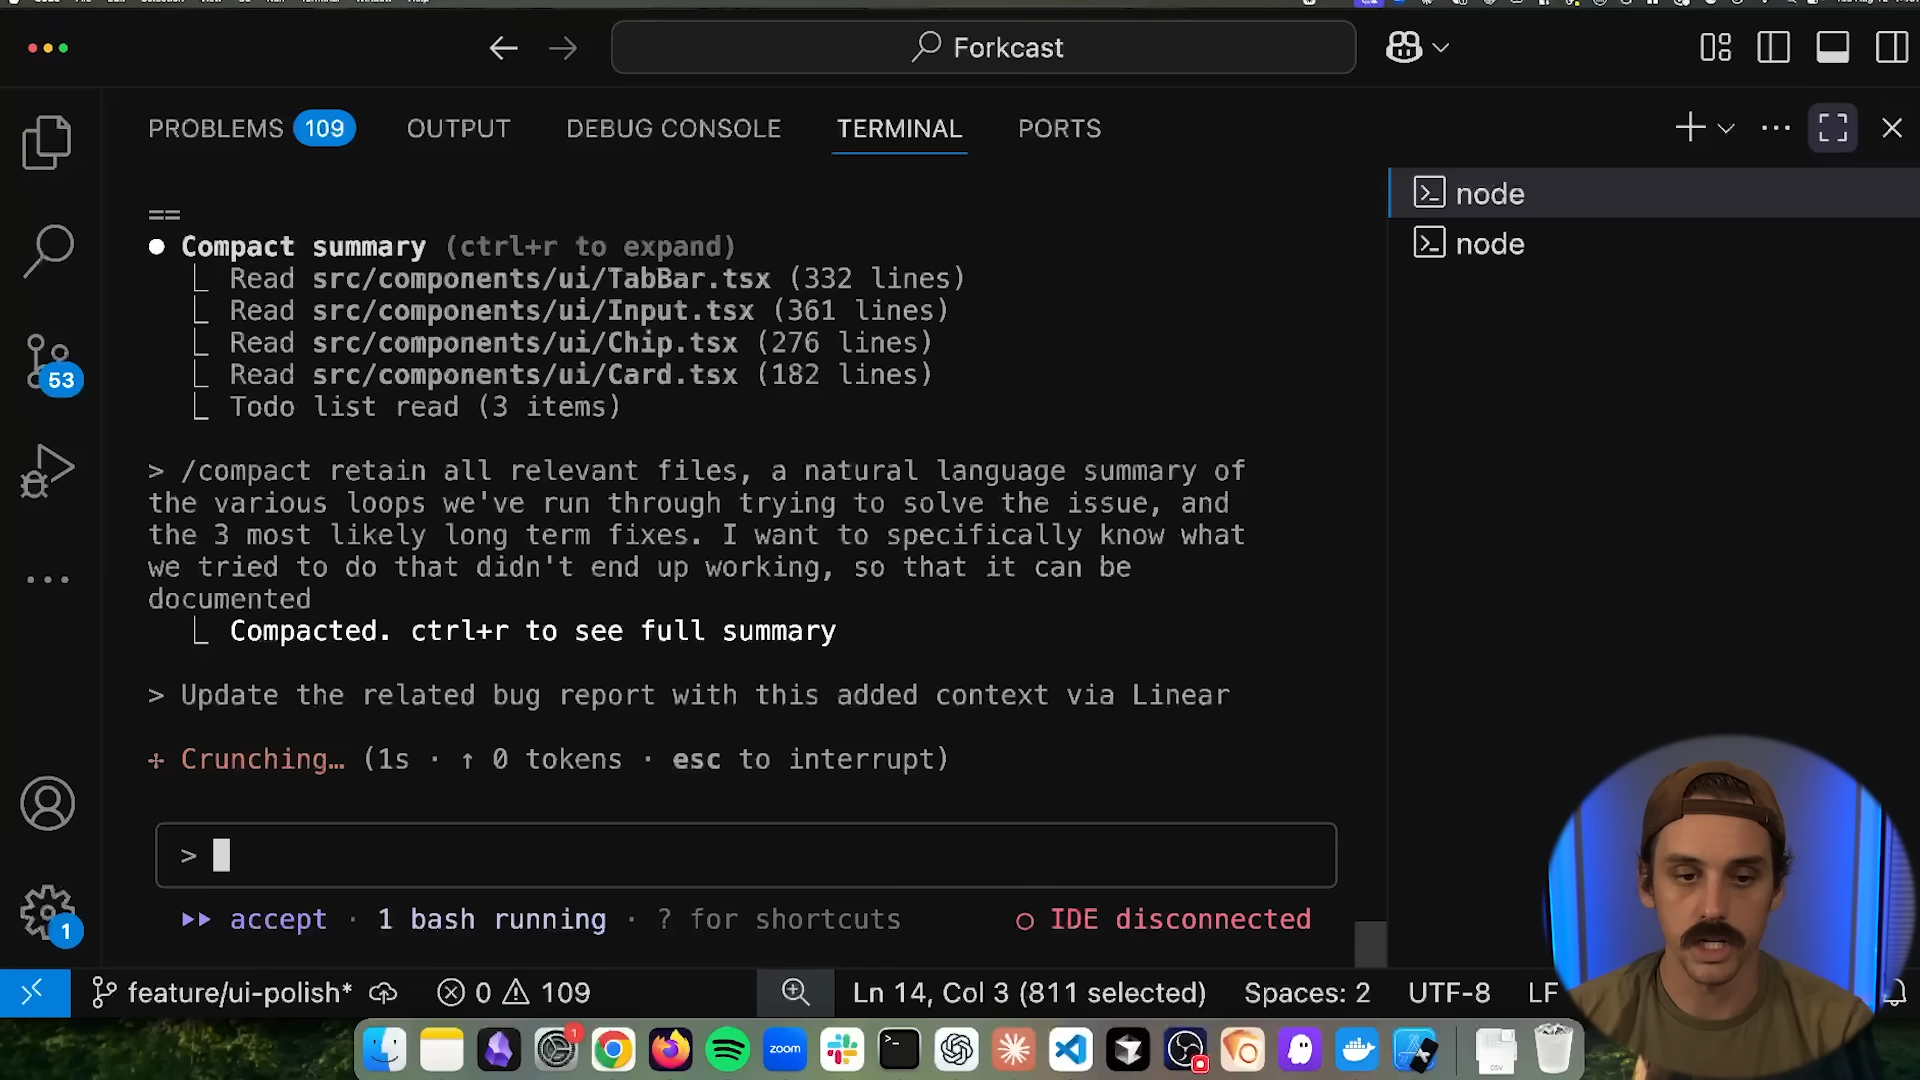 Forkcast
PROBLEMS 109 OUTPUT DEBUG CONSOLE TERMINAL PORTS
node
node
==
● Compact summary (ctrl+r to expand)
⎿ Read src/components/ui/TabBar.tsx (332 lines)
⎿ Read src/components/ui/Input.tsx (361 lines)
⎿ Read src/components/ui/Chip.tsx (276 lines)
⎿ Read src/components/ui/Card.tsx (182 lines)
⎿ Todo list read (3 items)
> /compact retain all relevant files, a natural language summary of
the various loops we've run through trying to solve the issue, and
the 3 most likely long term fixes. I want to specifically know what
we tried to do that didn't end up working, so that it can be
documented
⎿ Compacted. ctrl+r to see full summary
> Update the related bug report with this added context via Linear
✢ Crunching… (1s · ↑ 0 tokens · esc to interrupt)
>
accept · 1 bash running · ? for shortcuts ○ IDE disconnected
53
1
feature/ui-polish* 0 109 Ln 14, Col 3 (811 selected) Spaces: 2 UTF-8 LF
1
zoom
CSV